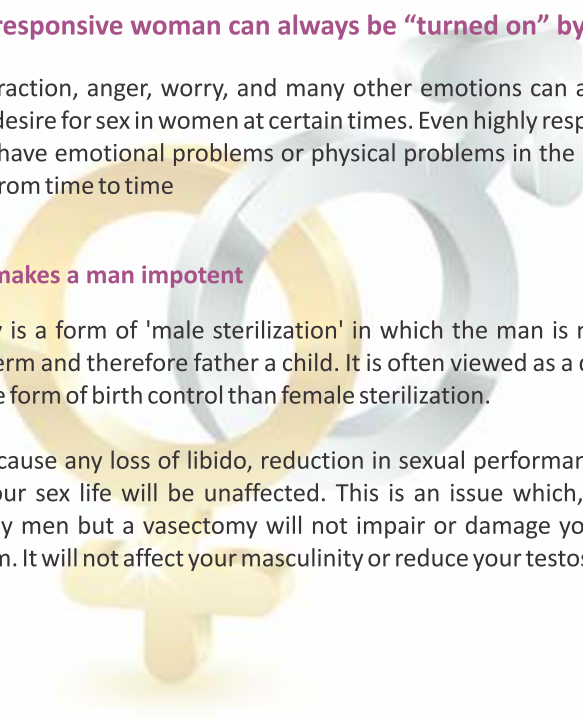 responsive woman can always be “turned on” by
raction, anger, worry, and many other emotions can a
desire for sex in women at certain times. Even highly resp
have emotional problems or physical problems in the
rom time to time
makes a man impotent
y is a form of 'male sterilization' in which the man is r
erm and therefore father a child. It is often viewed as a
e form of birth control than female sterilization.
cause any loss of libido, reduction in sexual performan
our sex life will be unaffected. This is an issue which,
y men but a vasectomy will not impair or damage yo
m. It will not affect your masculinity or reduce your testos